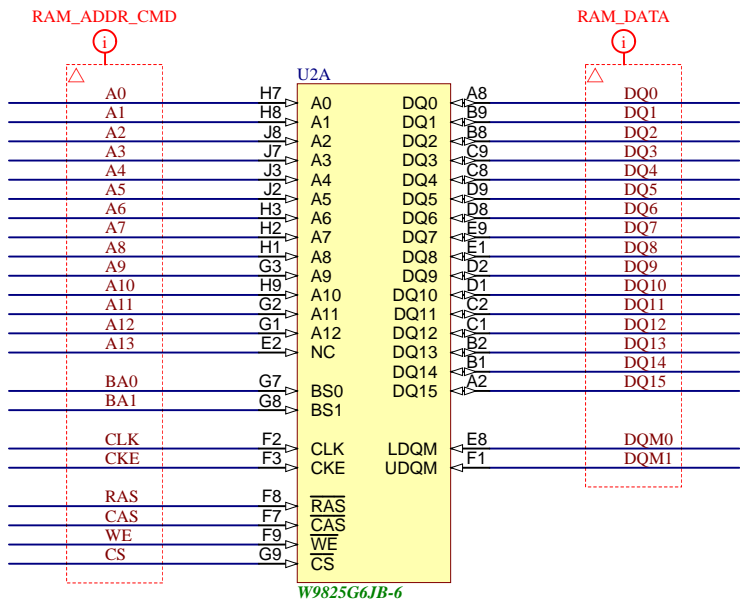 RAM_ADDR_CMD RAM_DATA
i i
U2A
A0 H7 A0 DQ0 A8 DQ0
A1 H8 A1 DQ1 B9 DQ1
A2 J8 A2 DQ2 B8 DQ2
A3 J7 A3 DQ3 C9 DQ3
A4 J3 A4 DQ4 C8 DQ4
A5 J2 A5 DQ5 D9 DQ5
A6 H3 A6 DQ6 D8 DQ6
A7 H2 A7 DQ7 E9 DQ7
A8 H1 A8 DQ8 E1 DQ8
A9 G3 A9 DQ9 D2 DQ9
A10 H9 A10 DQ10 D1 DQ10
A11 G2 A11 DQ11 C2 DQ11
A12 G1 A12 DQ12 C1 DQ12
A13 E2 NC DQ13 B2 DQ13
DQ14 B1 DQ14
BA0 G7 BS0 DQ15 A2 DQ15
BA1 G8 BS1
CLK F2 CLK LDQM E8 DQM0
CKE F3 CKE UDQM F1 DQM1
RAS F8 RAS
CAS F7 CAS
WE F9 WE
CS G9 CS
W9825G6JB-6